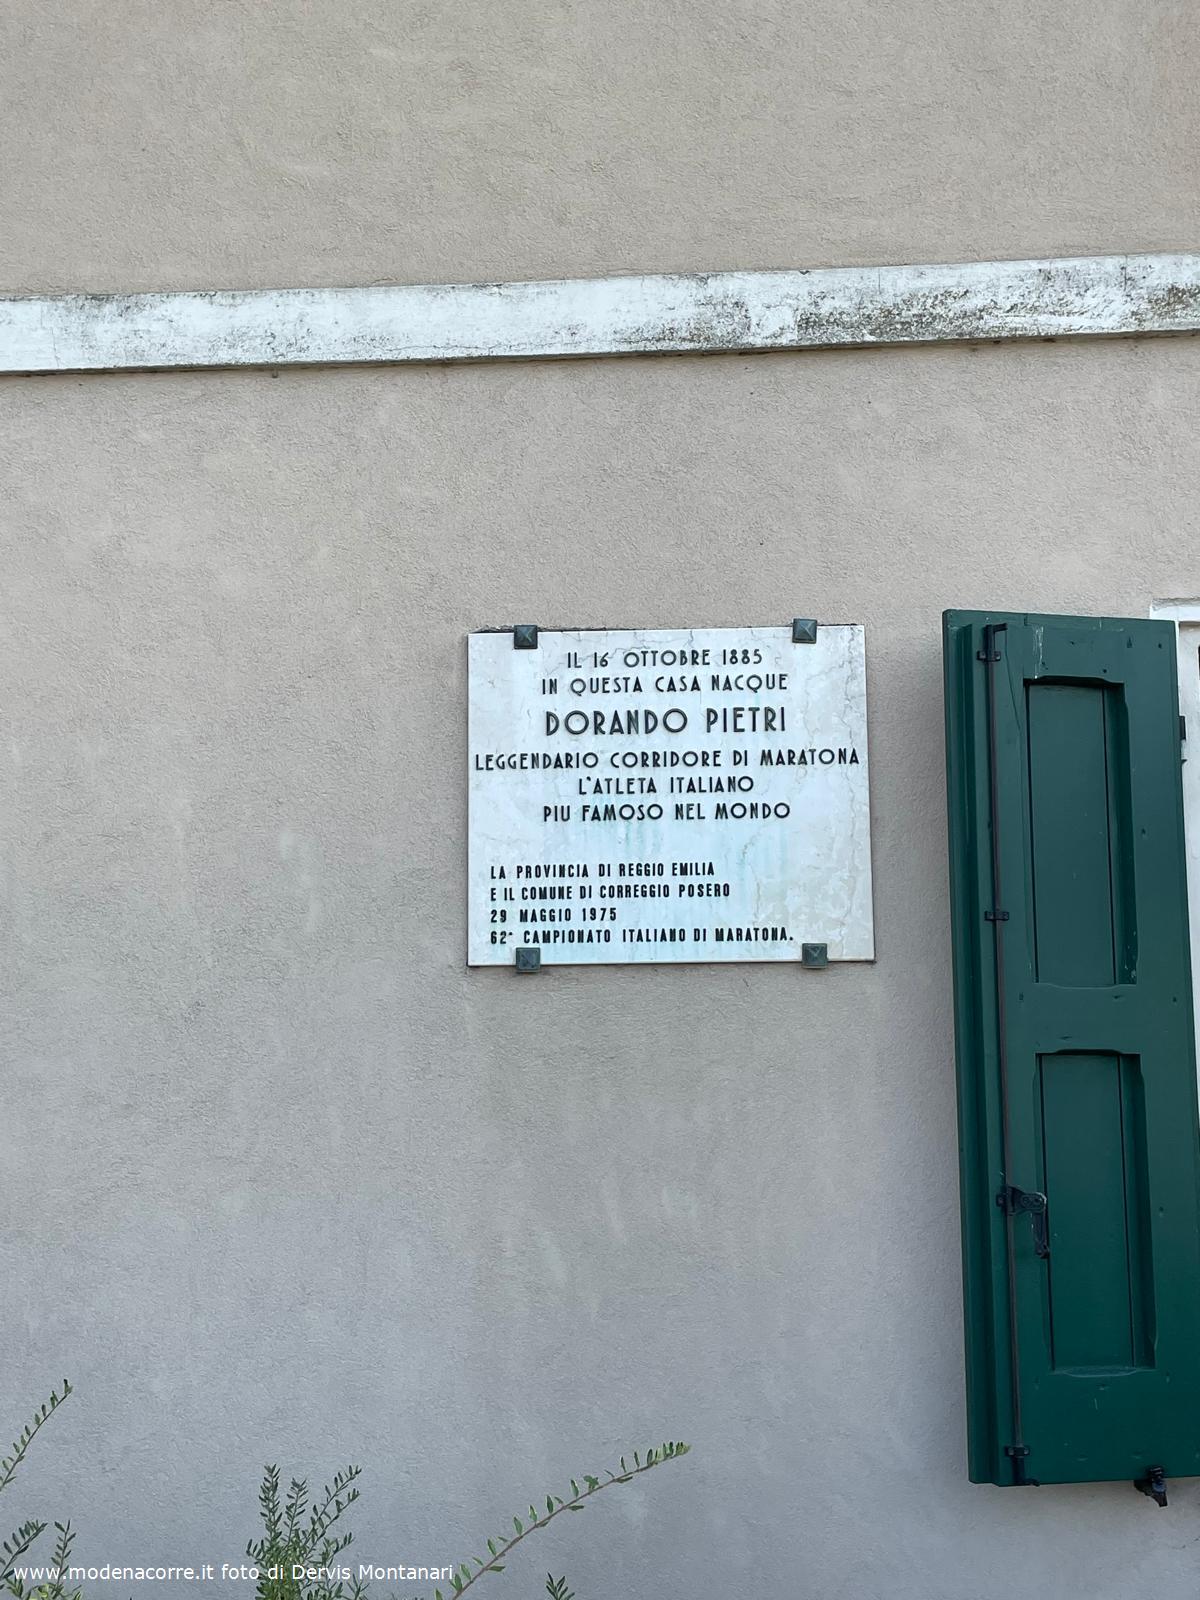 IL 16 OTTOBRE 1885
IN QUESTA CASA NACQUE
DORANDO PIETRI
LEGGENDARIO CORRIDORE DI MARATONA
L'ATLETA ITALIANO
PIU FAMOSO NEL MONDO
LA PROVINCIA DI REGGIO EMILIA
E IL COMUNE DI CORREGGIO POSERO
29 MAGGIO 1975
62° CAMPIONATO ITALIANO DI MARATONA.
www.modenacorre.it foto di Dervis Montanari